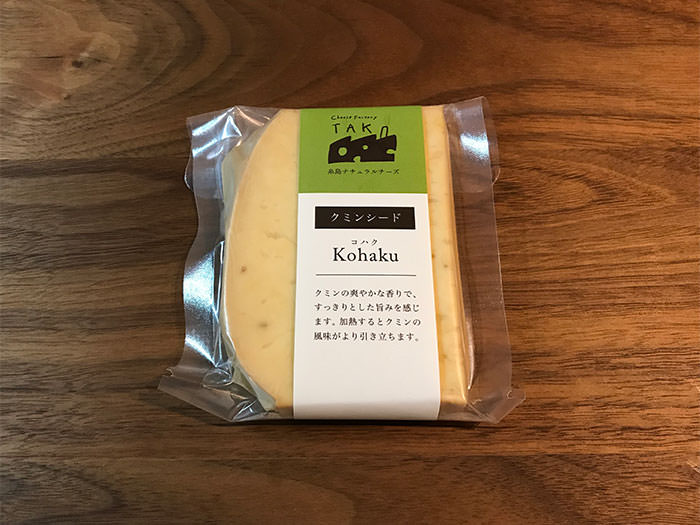 Cheese Factory
TAK
糸島ナチュラルチーズ
クミンシード
コハク
Kohaku
クミンの爽やかな香りで、
すっきりとした旨みを感じ
ます。加熱するとクミンの
風味がより引き立ちます。